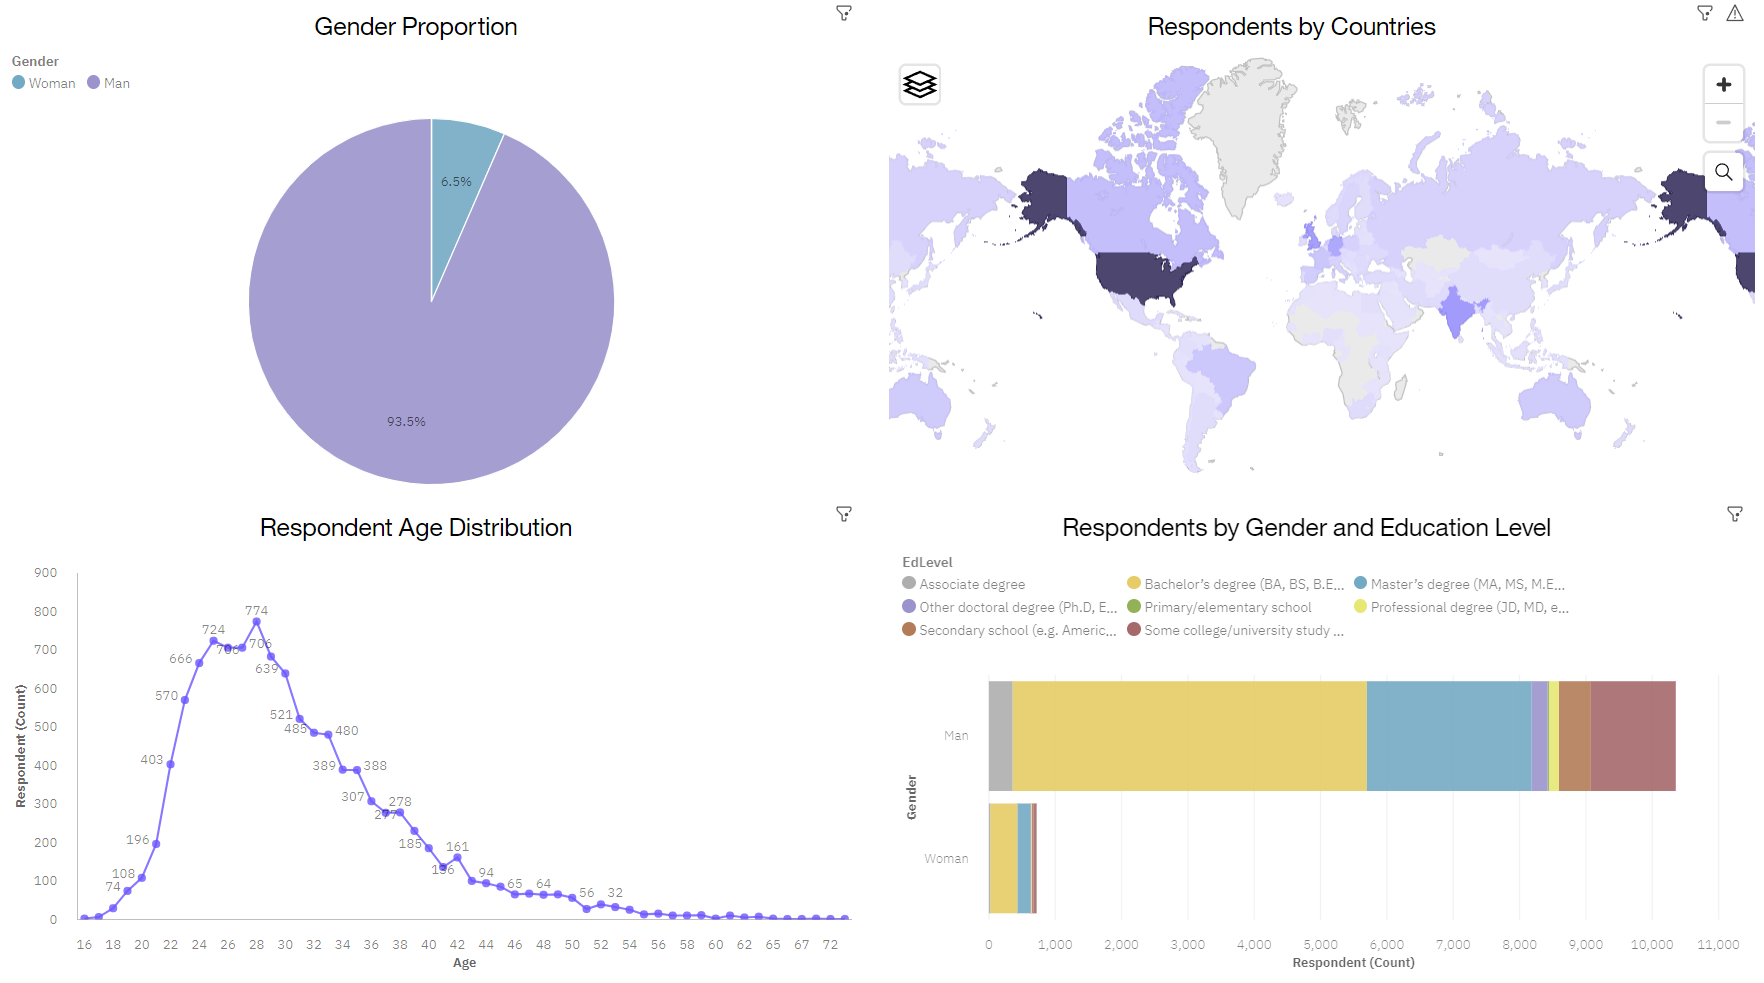 Gender Proportion
Gender
Woman Man
6.5%
93.5%
Respondents by Countries
Respondent Age Distribution
Respondent (Count)
900
800
700
600
500
400
300
200
100
0
74
108
196
403
570
666
724
706
706
774
639
521
485
480
389
388
307
277
278
185
136
161
94
65
64
56
32
16 18 20 22 24 26 28 30 32 34 36 38 40 42 44 46 48 50 52 54 56 58 60 62 65 67 72
Age
Respondents by Gender and Education Level
EdLevel
Associate degree Bachelor’s degree (BA, BS, B.E... Master’s degree (MA, MS, M.E...
Other doctoral degree (Ph.D, E... Primary/elementary school Professional degree (JD, MD, e...
Secondary school (e.g. Americ... Some college/university study ...
Gender
Man
Woman
0 1,000 2,000 3,000 4,000 5,000 6,000 7,000 8,000 9,000 10,000 11,000
Respondent (Count)